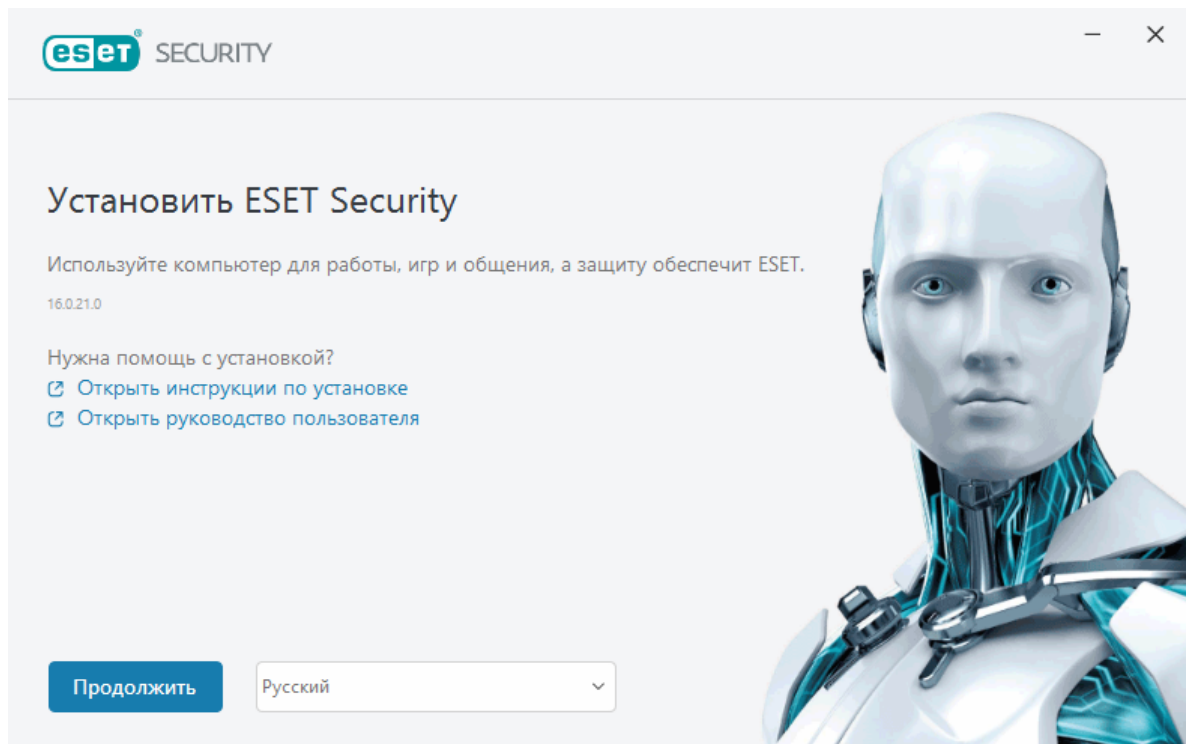 eset® SECURITY
Установить ESET Security
Используйте компьютер для работы, игр и общения, а защиту обеспечит ESET.
16.0.21.0
Нужна помощь с установкой?
Открыть инструкции по установке
Открыть руководство пользователя
Продолжить
Русский